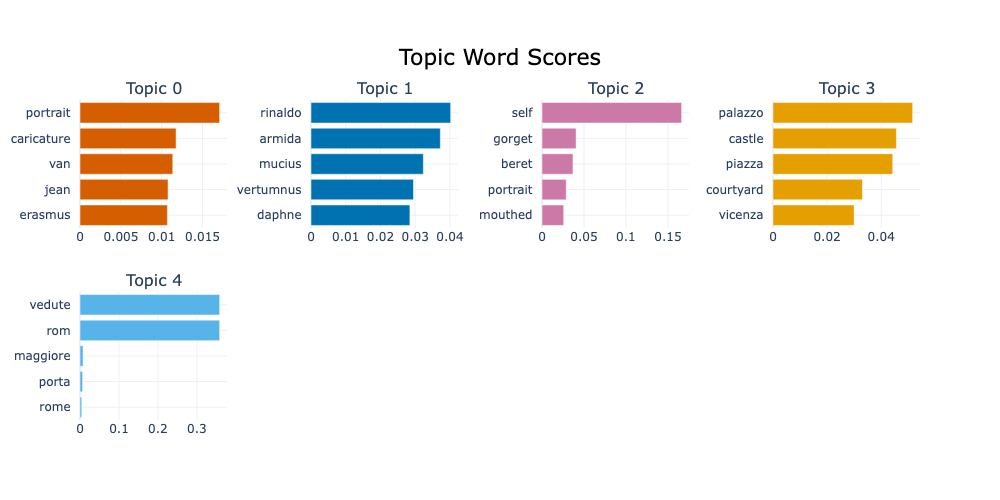 Topic Word Scores
Topic 0
portrait
caricature
van
jean
erasmus
0 0.005 0.01 0.015
Topic 1
rinaldo
armida
mucius
vertumnus
daphne
0 0.01 0.02 0.03 0.04
Topic 2
self
gorget
beret
portrait
mouthed
0 0.05 0.1 0.15
Topic 3
palazzo
castle
piazza
courtyard
vicenza
0 0.02 0.04
Topic 4
vedute
rom
maggiore
porta
rome
0 0.1 0.2 0.3